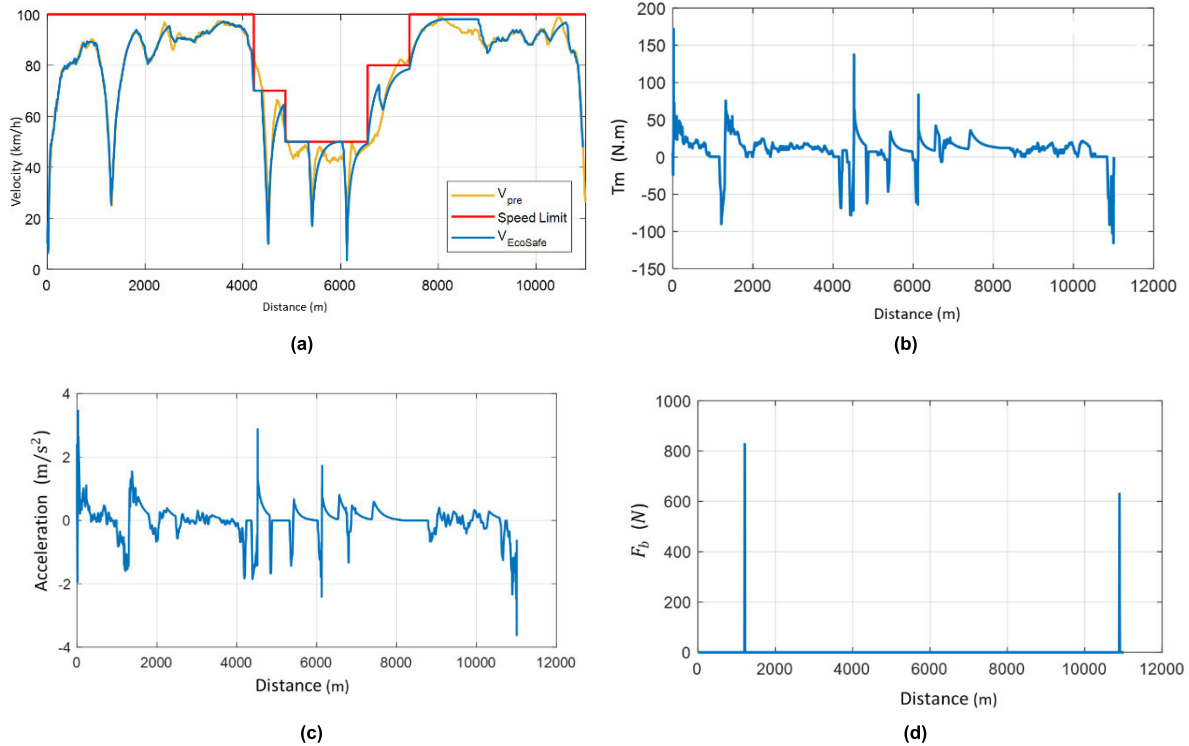 100
80
60
40
20
0
Velocity (km/h)
V_pre
Speed Limit
V_EcoSafe
0 2000 4000 6000 8000 10000
Distance (m)
(a)
200
150
100
50
0
-50
-100
-150
Tm (N.m)
0 2000 4000 6000 8000 10000 12000
Distance (m)
(b)
4
2
0
-2
-4
Acceleration (m/s²)
0 2000 4000 6000 8000 10000 12000
Distance (m)
(c)
1000
800
600
400
200
0
F_b (N)
0 2000 4000 6000 8000 10000 12000
Distance (m)
(d)